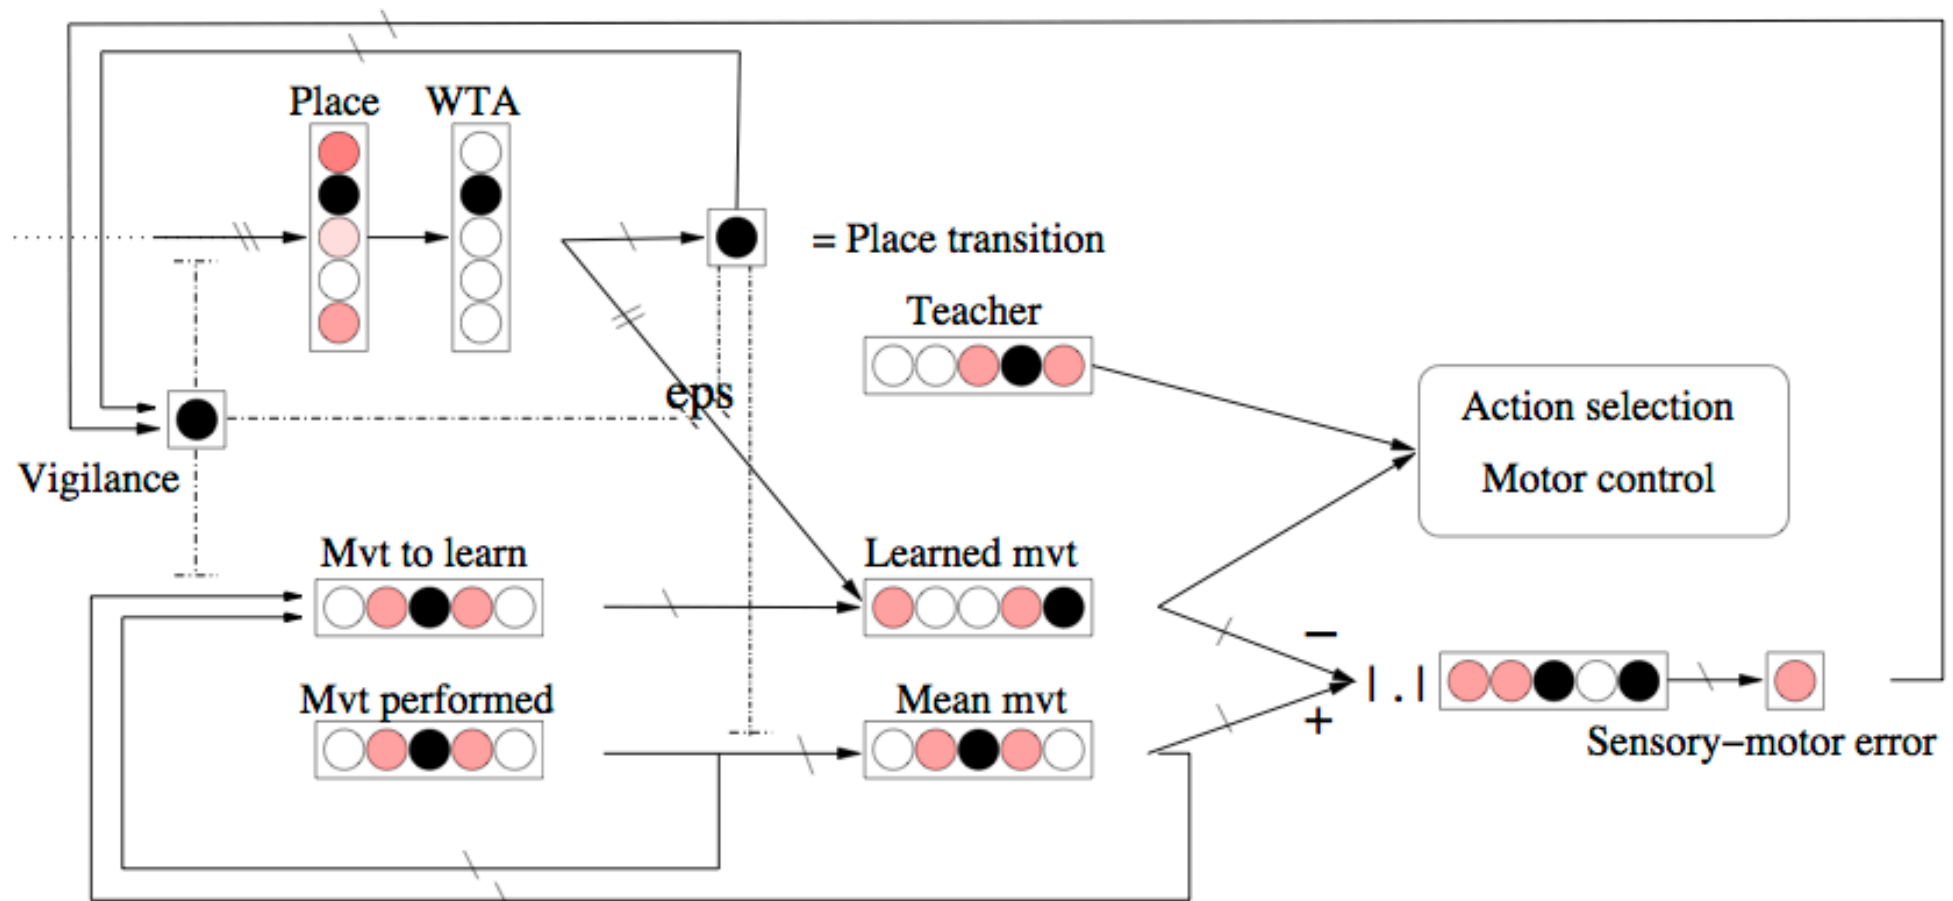 Place
WTA
= Place transition
Teacher
eps
Action selection
Motor control
Vigilance
Mvt to learn
Learned mvt
−
|.|
+
Mvt performed
Mean mvt
Sensory−motor error